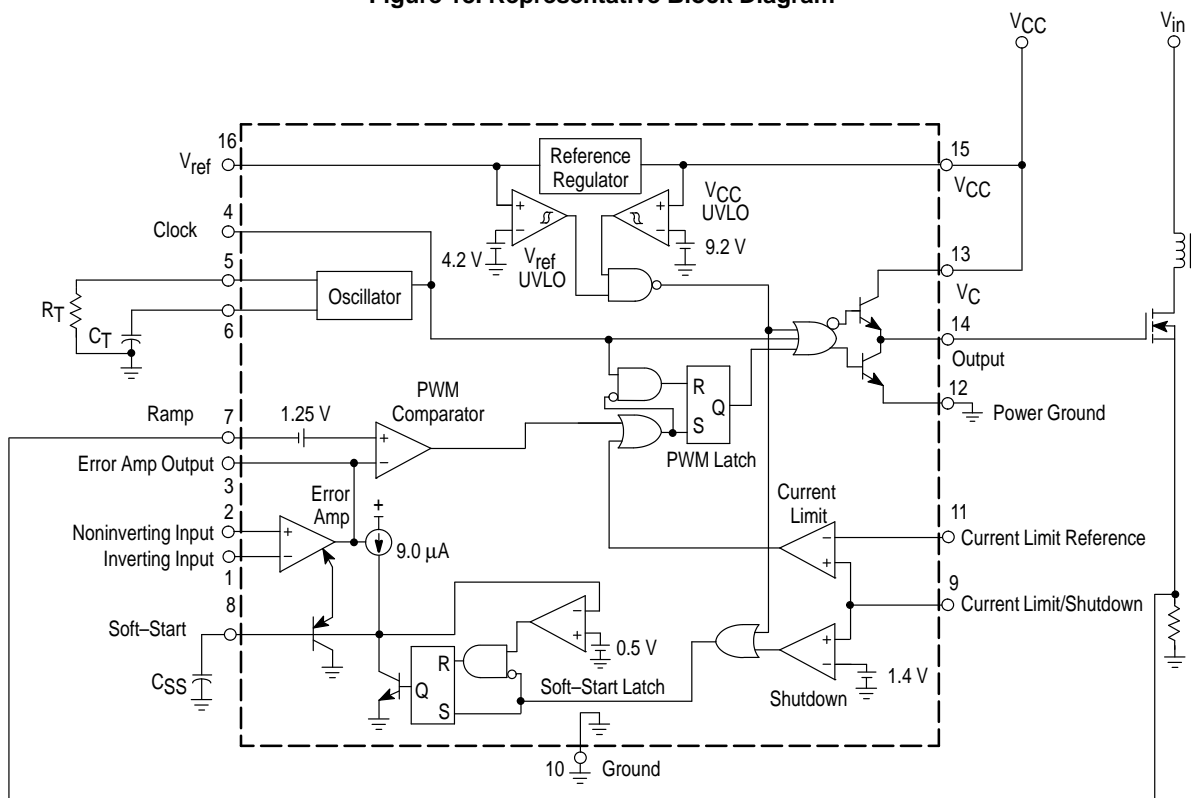 Figure 18. Representative Block Diagram
VCC
Vin
16
Vref
Reference
Regulator
15
VCC
VCC
UVLO
4
Clock
4.2 V
Vref
UVLO
9.2 V
5
13
VC
Oscillator
RT
CT
6
14
Output
12
Power Ground
PWM
Comparator
Ramp
7
1.25 V
R
Q
S
PWM Latch
Error Amp Output
3
Error
Amp
Current
Limit
11
Current Limit Reference
2
Noninverting Input
Inverting Input
1
9.0 µA
9
Current Limit/Shutdown
8
Soft–Start
0.5 V
1.4 V
CSS
R
Q
S
Soft–Start Latch
Shutdown
10
Ground